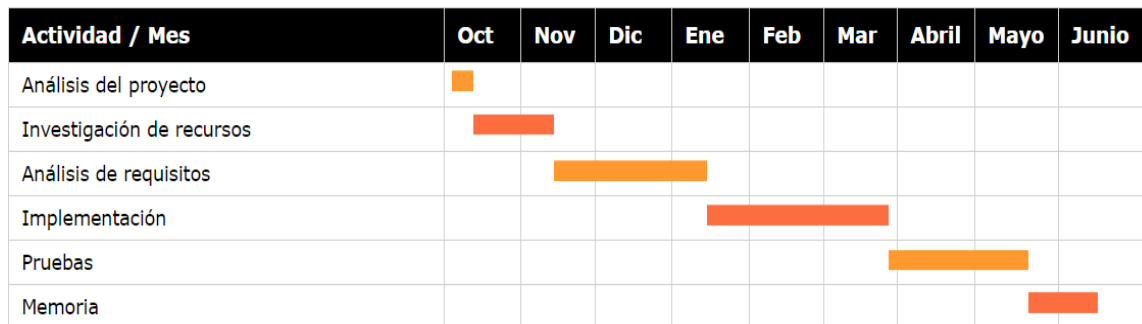 Actividad / Mes Oct Nov Dic Ene Feb Mar Abril Mayo Junio
Análisis del proyecto
Investigación de recursos
Análisis de requisitos
Implementación
Pruebas
Memoria